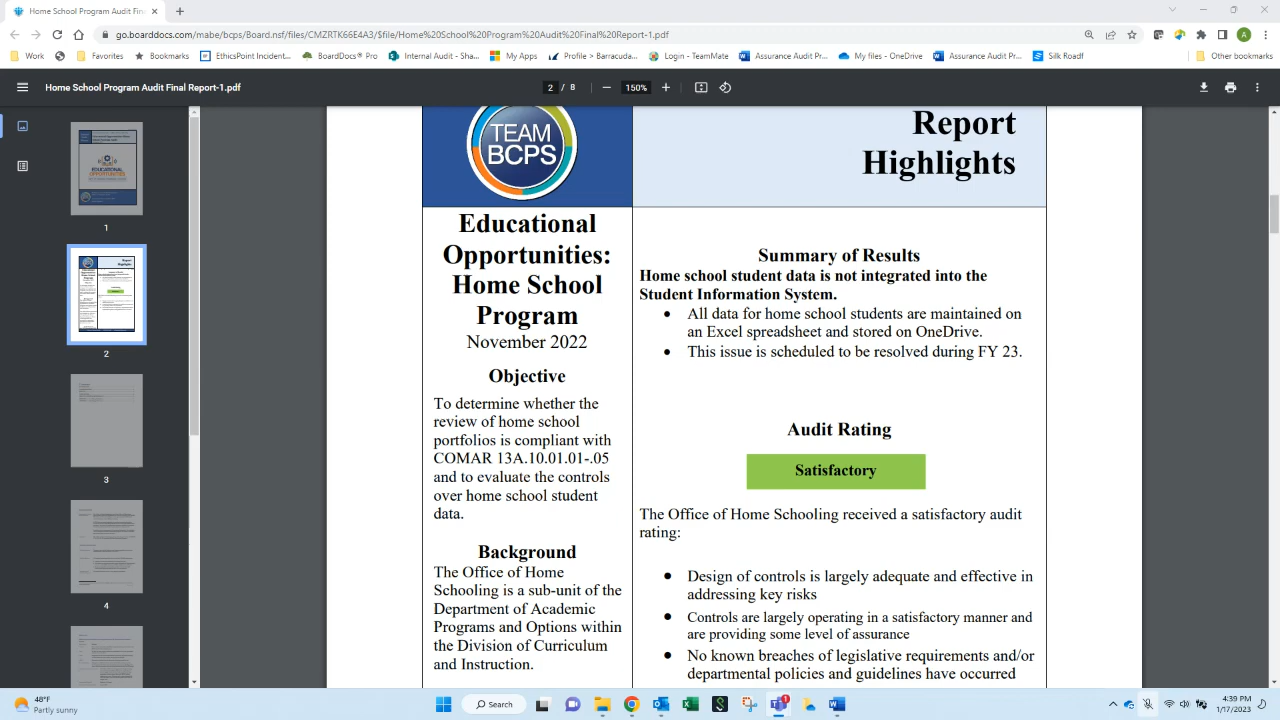 Home School Program Audit Fin
go.boarddocs.com/mabe/bcps/Board.nsf/files/CMZRTK66E4A3/$file/Home%20School%20Program%20Audit%20Final%20Report-1.pdf
A
Work
Favorites
Bookmarks
EthicsPoint Incident...
BoardDocs® Pro
Internal Audit - Sha...
My Apps
Profile > Barracuda...
Login - TeamMate
Assurance Audit Pr...
My files - OneDrive
Assurance Audit Pr...
Silk Roadf
Other bookmarks
Home School Program Audit Final Report-1.pdf
2 / 8
150%
1
2
3
4
TEAM
BCPS
Report
Highlights
Educational
Opportunities:
Home School
Program
November 2022
Objective
To determine whether the
review of home school
portfolios is compliant with
COMAR 13A.10.01.01-.05
and to evaluate the controls
over home school student
data.
Background
The Office of Home
Schooling is a sub-unit of the
Department of Academic
Programs and Options within
the Division of Curriculum
and Instruction.
Summary of Results
Home school student data is not integrated into the
Student Information System.
• All data for home school students are maintained on
an Excel spreadsheet and stored on OneDrive.
• This issue is scheduled to be resolved during FY 23.
Audit Rating
Satisfactory
The Office of Home Schooling received a satisfactory audit
rating:
• Design of controls is largely adequate and effective in
addressing key risks
• Controls are largely operating in a satisfactory manner and
are providing some level of assurance
• No known breaches of legislative requirements and/or
departmental policies and guidelines have occurred
48°F
Partly sunny
Search
1
4:39 PM
1/17/2023